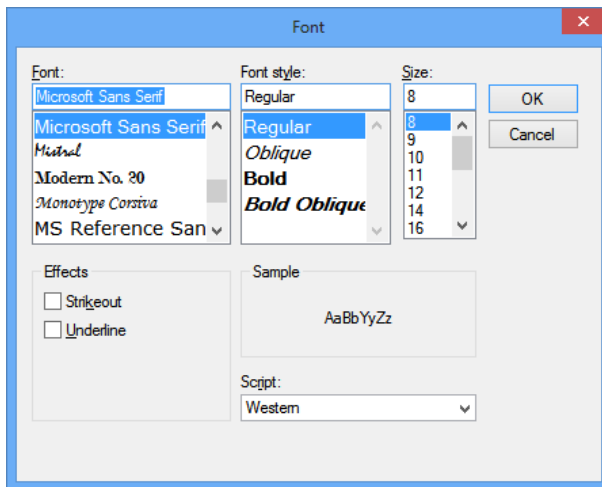 Font
Font:
Font style:
Size:
Microsoft Sans Serif
Regular
8
OK
Cancel
Microsoft Sans Serif
Mistral
Modern No. 20
Monotype Corsiva
MS Reference San
Regular
Oblique
Bold
Bold Oblique
8
9
10
11
12
14
16
Effects
Strikeout
Underline
Sample
AaBbYyZz
Script:
Western